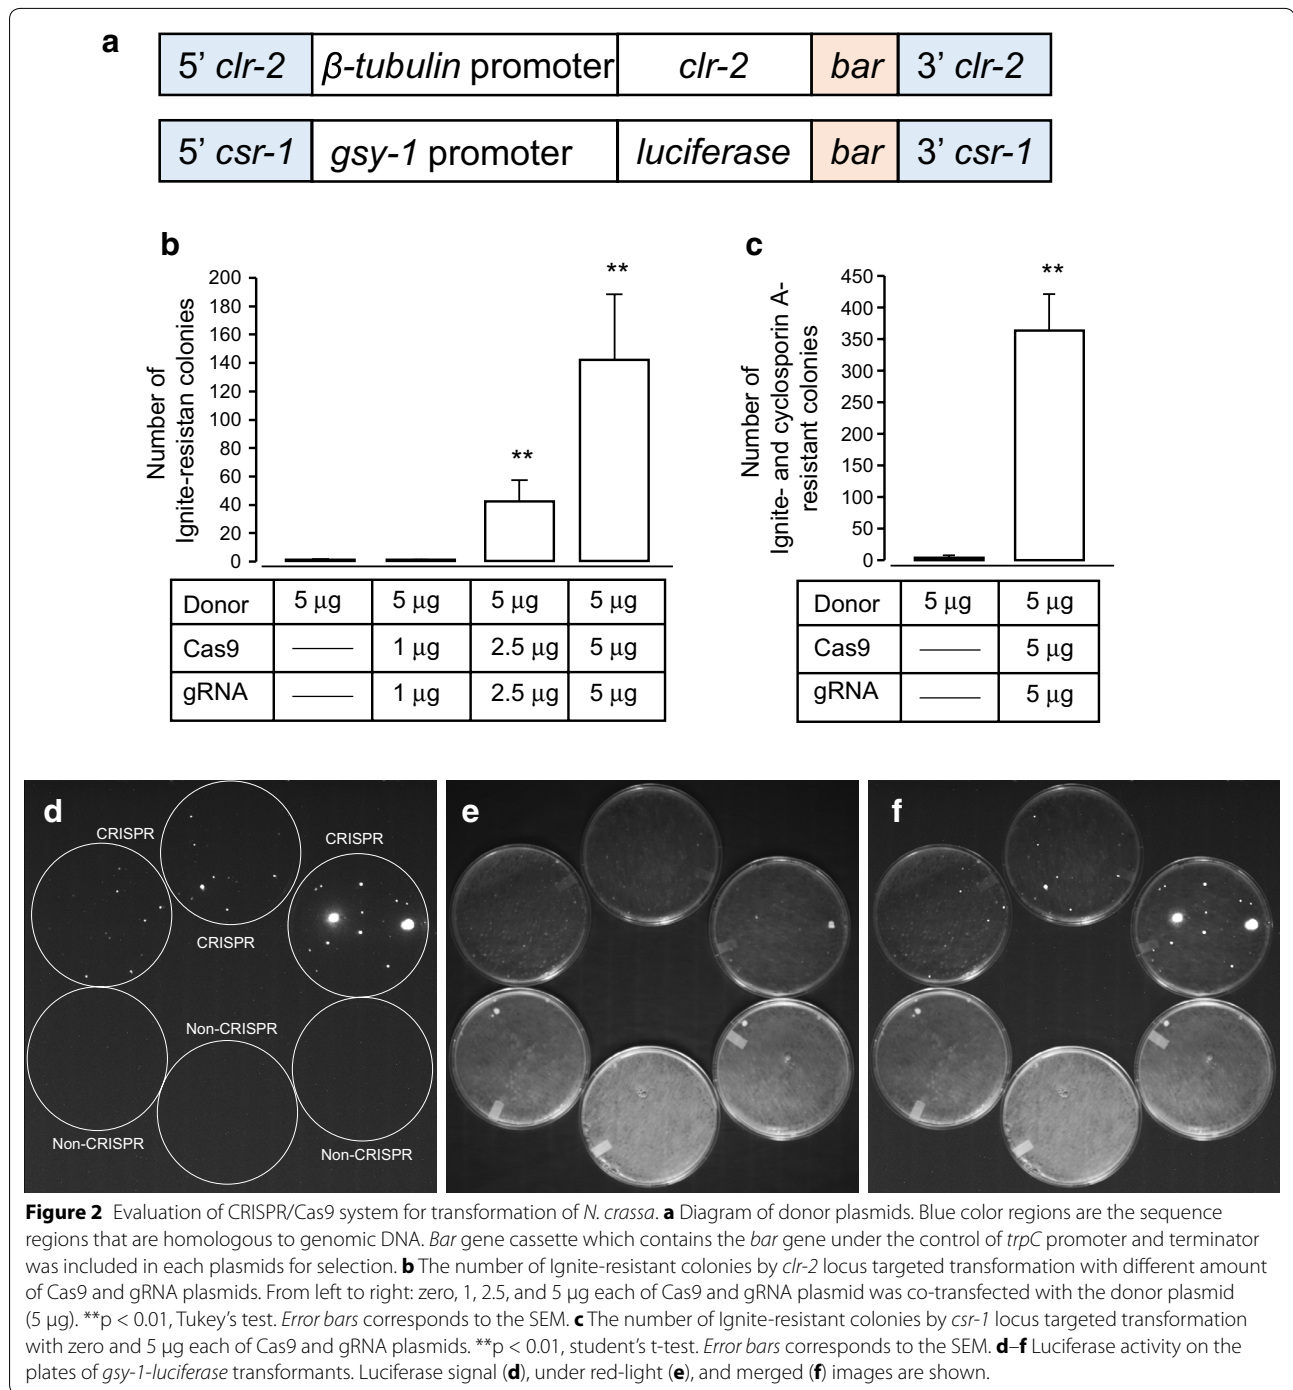 a
5’ clr-2 β-tubulin promoter clr-2 bar 3’ clr-2
5’ csr-1 gsy-1 promoter luciferase bar 3’ csr-1
b
Number of
Ignite-resistan colonies
200
180
160
140
120
100
80
60
40
20
0
**
**
Donor 5 µg 5 µg 5 µg 5 µg
Cas9 —— 1 µg 2.5 µg 5 µg
gRNA —— 1 µg 2.5 µg 5 µg
c
Number of
Ignite- and cyclosporin A-
resistant colonies
450
400
350
300
250
200
150
100
50
0
**
Donor 5 µg 5 µg
Cas9 —— 5 µg
gRNA —— 5 µg
d
CRISPR
CRISPR
CRISPR
Non-CRISPR
Non-CRISPR
Non-CRISPR
e
f
Figure 2 Evaluation of CRISPR/Cas9 system for transformation of N. crassa. a Diagram of donor plasmids. Blue color regions are the sequence
regions that are homologous to genomic DNA. Bar gene cassette which contains the bar gene under the control of trpC promoter and terminator
was included in each plasmids for selection. b The number of Ignite-resistant colonies by clr-2 locus targeted transformation with different amount
of Cas9 and gRNA plasmids. From left to right: zero, 1, 2.5, and 5 µg each of Cas9 and gRNA plasmid was co-transfected with the donor plasmid
(5 µg). **p < 0.01, Tukey’s test. Error bars corresponds to the SEM. c The number of Ignite-resistant colonies by csr-1 locus targeted transformation
with zero and 5 µg each of Cas9 and gRNA plasmids. **p < 0.01, student’s t-test. Error bars corresponds to the SEM. d–f Luciferase activity on the
plates of gsy-1-luciferase transformants. Luciferase signal (d), under red-light (e), and merged (f) images are shown.